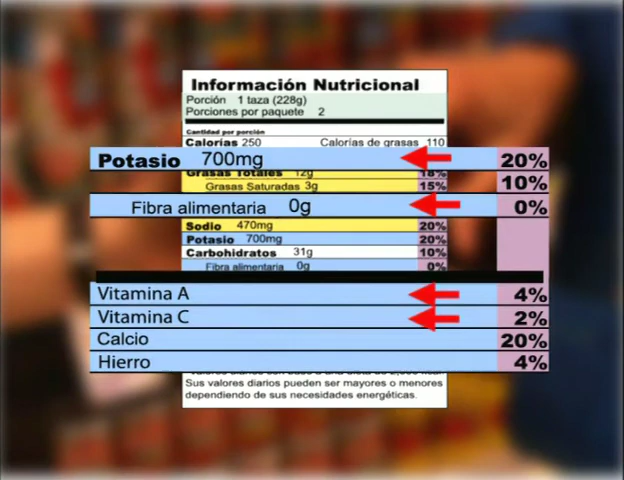 Información Nutricional
Porción 1 taza (228g)
Porciones por paquete 2
Cantidad por porción
Calorías 250 Calorías de grasas 110
Potasio 700mg 20%
Grasas Totales 12g 18%
10%
Grasas Saturadas 3g 15%
Fibra alimentaria 0g 0%
Sodio 470mg 20%
Potasio 700mg 20%
Carbohidratos 31g 10%
Fibra alimentaria 0g 0%
Vitamina A 4%
Vitamina C 2%
Calcio 20%
Hierro 4%
Sus valores diarios pueden ser mayores o menores
dependiendo de sus necesidades energéticas.